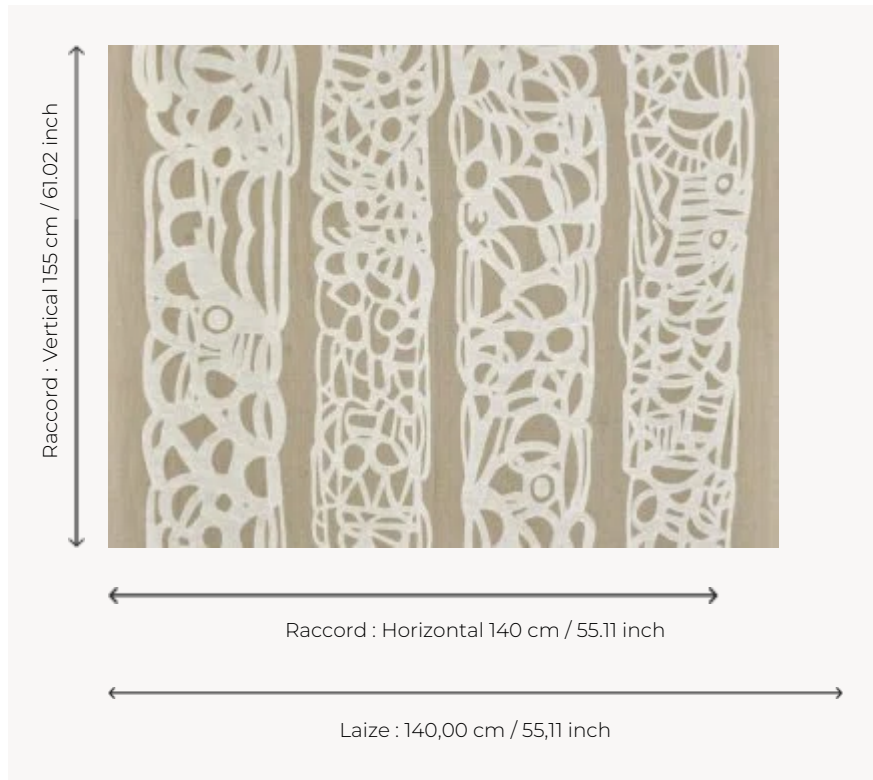 Raccord : Vertical 155 cm / 61.02 inch
Raccord : Horizontal 140 cm / 55.11 inch
Laize : 140,00 cm / 55,11 inch